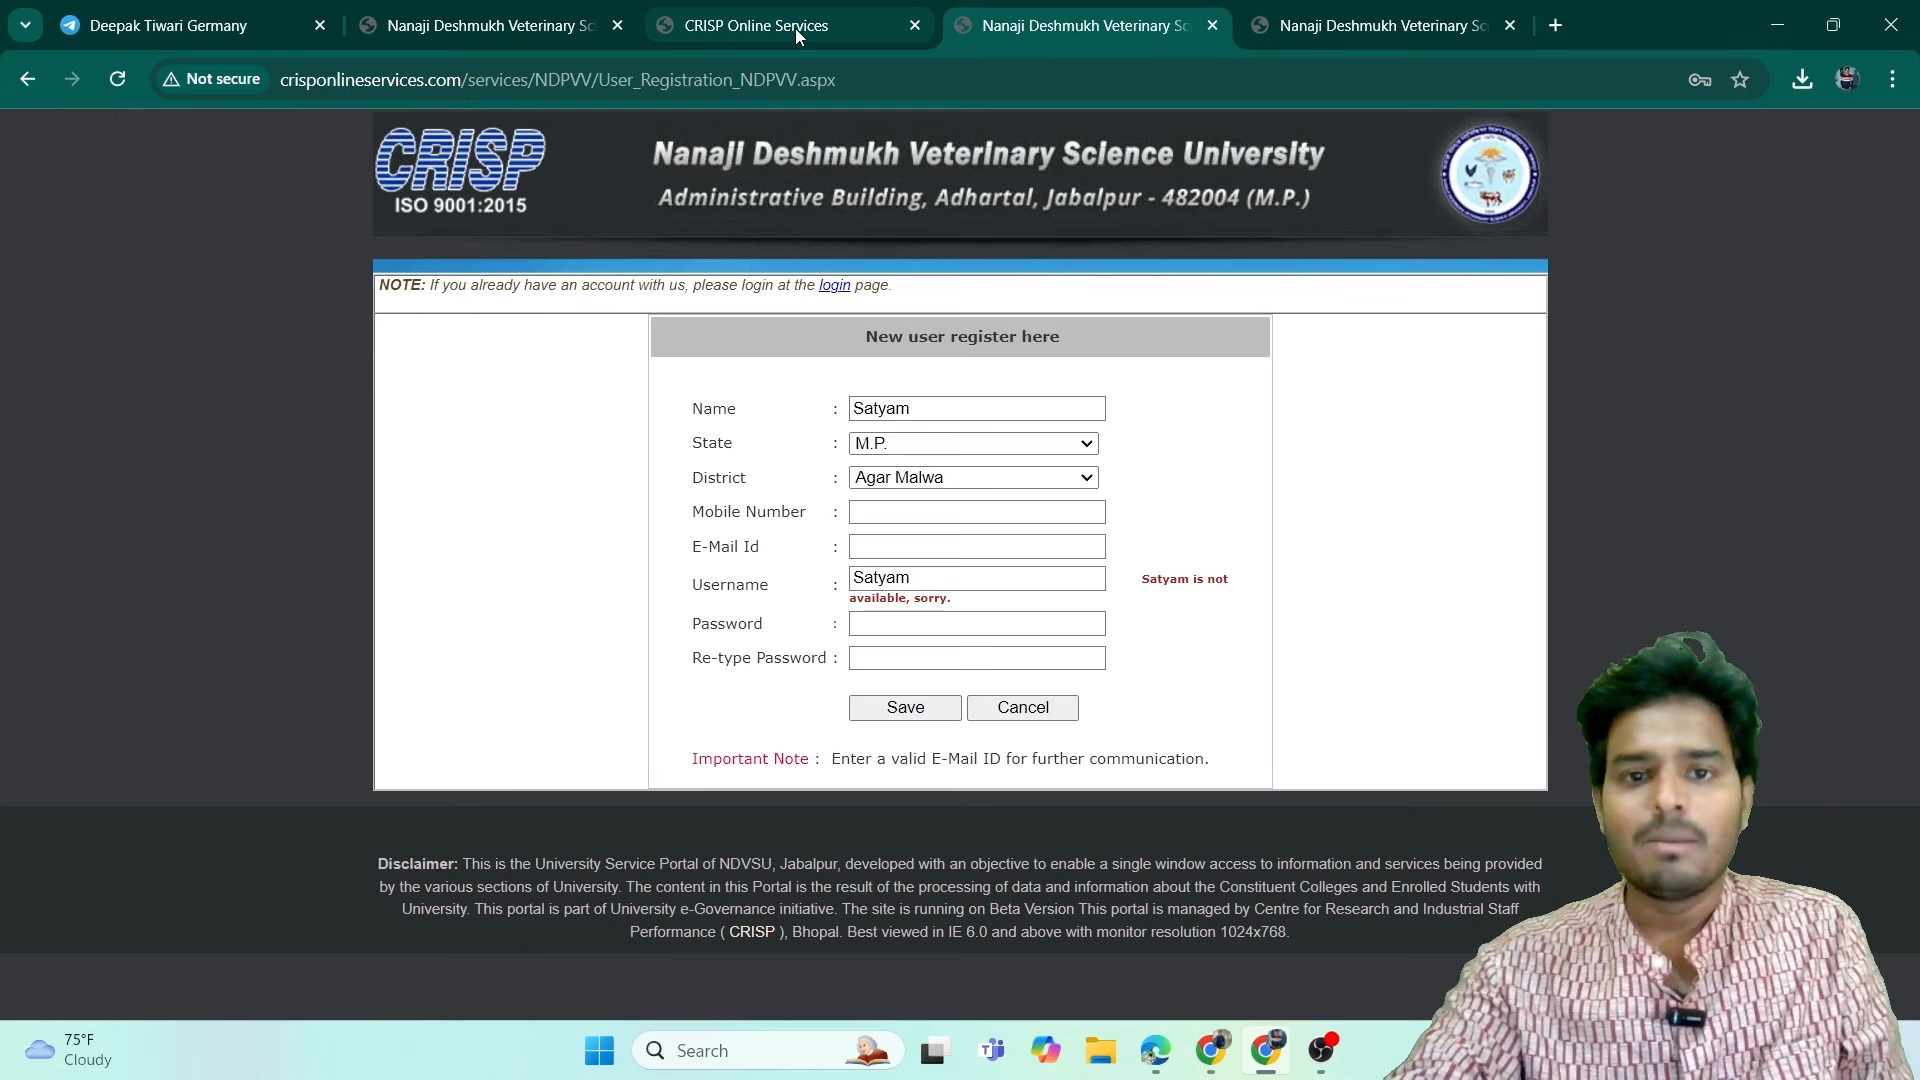 Deepak Tiwari Germany
Nanaji Deshmukh Veterinary Sc
CRISP Online Services
Nanaji Deshmukh Veterinary Sc
Nanaji Deshmukh Veterinary Sc
Not secure
crisponlineservices.com/services/NDPVV/User_Registration_NDPVV.aspx
CRISP
ISO 9001:2015
Nanaji Deshmukh Veterinary Science University
Administrative Building, Adhartal, Jabalpur - 482004 (M.P.)
NOTE: If you already have an account with us, please login at the login page.
New user register here
Name : Satyam
State : M.P.
District : Agar Malwa
Mobile Number :
E-Mail Id :
Username : Satyam Satyam is not
available, sorry.
Password :
Re-type Password :
Save Cancel
Important Note : Enter a valid E-Mail ID for further communication.
Disclaimer: This is the University Service Portal of NDVSU, Jabalpur, developed with an objective to enable a single window access to information and services being provided
by the various sections of University. The content in this Portal is the result of the processing of data and information about the Constituent Colleges and Enrolled Students with
University. This portal is part of University e-Governance initiative. The site is running on Beta Version This portal is managed by Centre for Research and Industrial Staff
Performance ( CRISP ), Bhopal. Best viewed in IE 6.0 and above with monitor resolution 1024x768.
75°F
Cloudy
Search